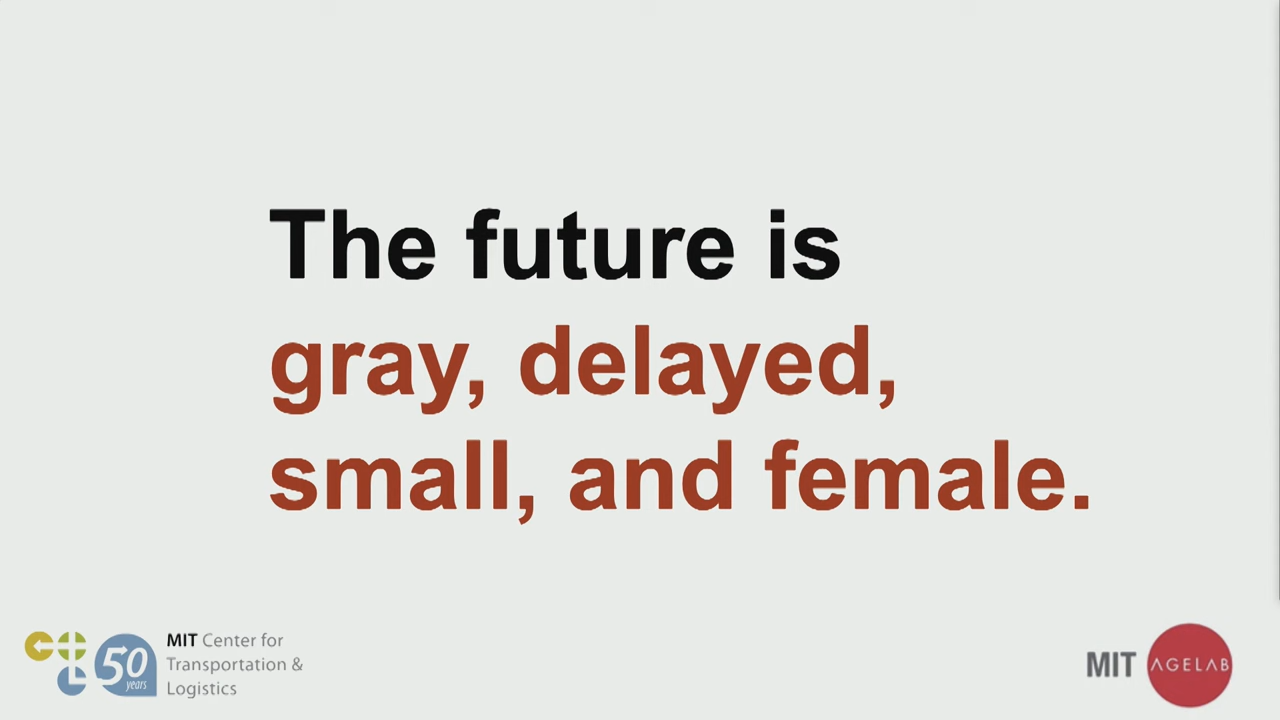 The future is
gray, delayed,
small, and female.
50
years
MIT Center for
Transportation &
Logistics
MIT AGELAB